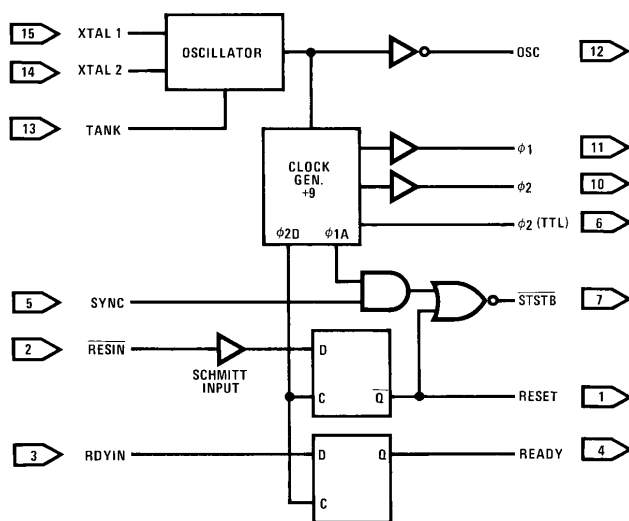 15 XTAL 1
OSCILLATOR
OSC 12
14 XTAL 2
13 TANK
CLOCK
GEN.
+9
ϕ1 11
ϕ2 10
ϕ2 (TTL) 6
ϕ2D ϕ1A
5 SYNC
STSTB 7
2 RESIN
SCHMITT
INPUT
D
C Q
RESET 1
3 RDYIN
D Q
READY 4
C